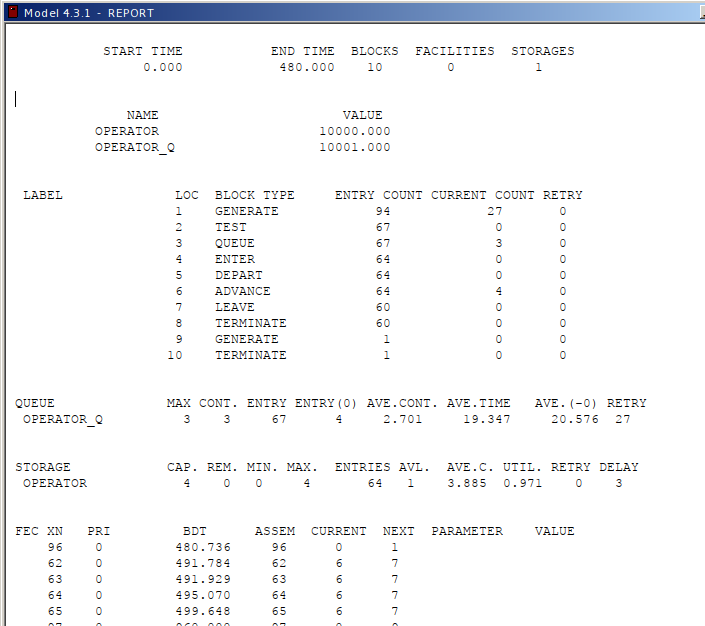 Model 4.3.1 - REPORT
START TIME END TIME BLOCKS FACILITIES STORAGES
0.000 480.000 10 0 1
NAME VALUE
OPERATOR 10000.000
OPERATOR_Q 10001.000
LABEL LOC BLOCK TYPE ENTRY COUNT CURRENT COUNT RETRY
1 GENERATE 94 27 0
2 TEST 67 0 0
3 QUEUE 67 3 0
4 ENTER 64 0 0
5 DEPART 64 0 0
6 ADVANCE 64 4 0
7 LEAVE 60 0 0
8 TERMINATE 60 0 0
9 GENERATE 1 0 0
10 TERMINATE 1 0 0
QUEUE MAX CONT. ENTRY ENTRY(0) AVE.CONT. AVE.TIME AVE.(-0) RETRY
OPERATOR_Q 3 3 67 4 2.701 19.347 20.576 27
STORAGE CAP. REM. MIN. MAX. ENTRIES AVL. AVE.C. UTIL. RETRY DELAY
OPERATOR 4 0 0 4 64 1 3.885 0.971 0 3
FEC XN PRI BDT ASSEM CURRENT NEXT PARAMETER VALUE
96 0 480.736 96 0 1
62 0 491.784 62 6 7
63 0 491.929 63 6 7
64 0 495.070 64 6 7
65 0 499.648 65 6 7